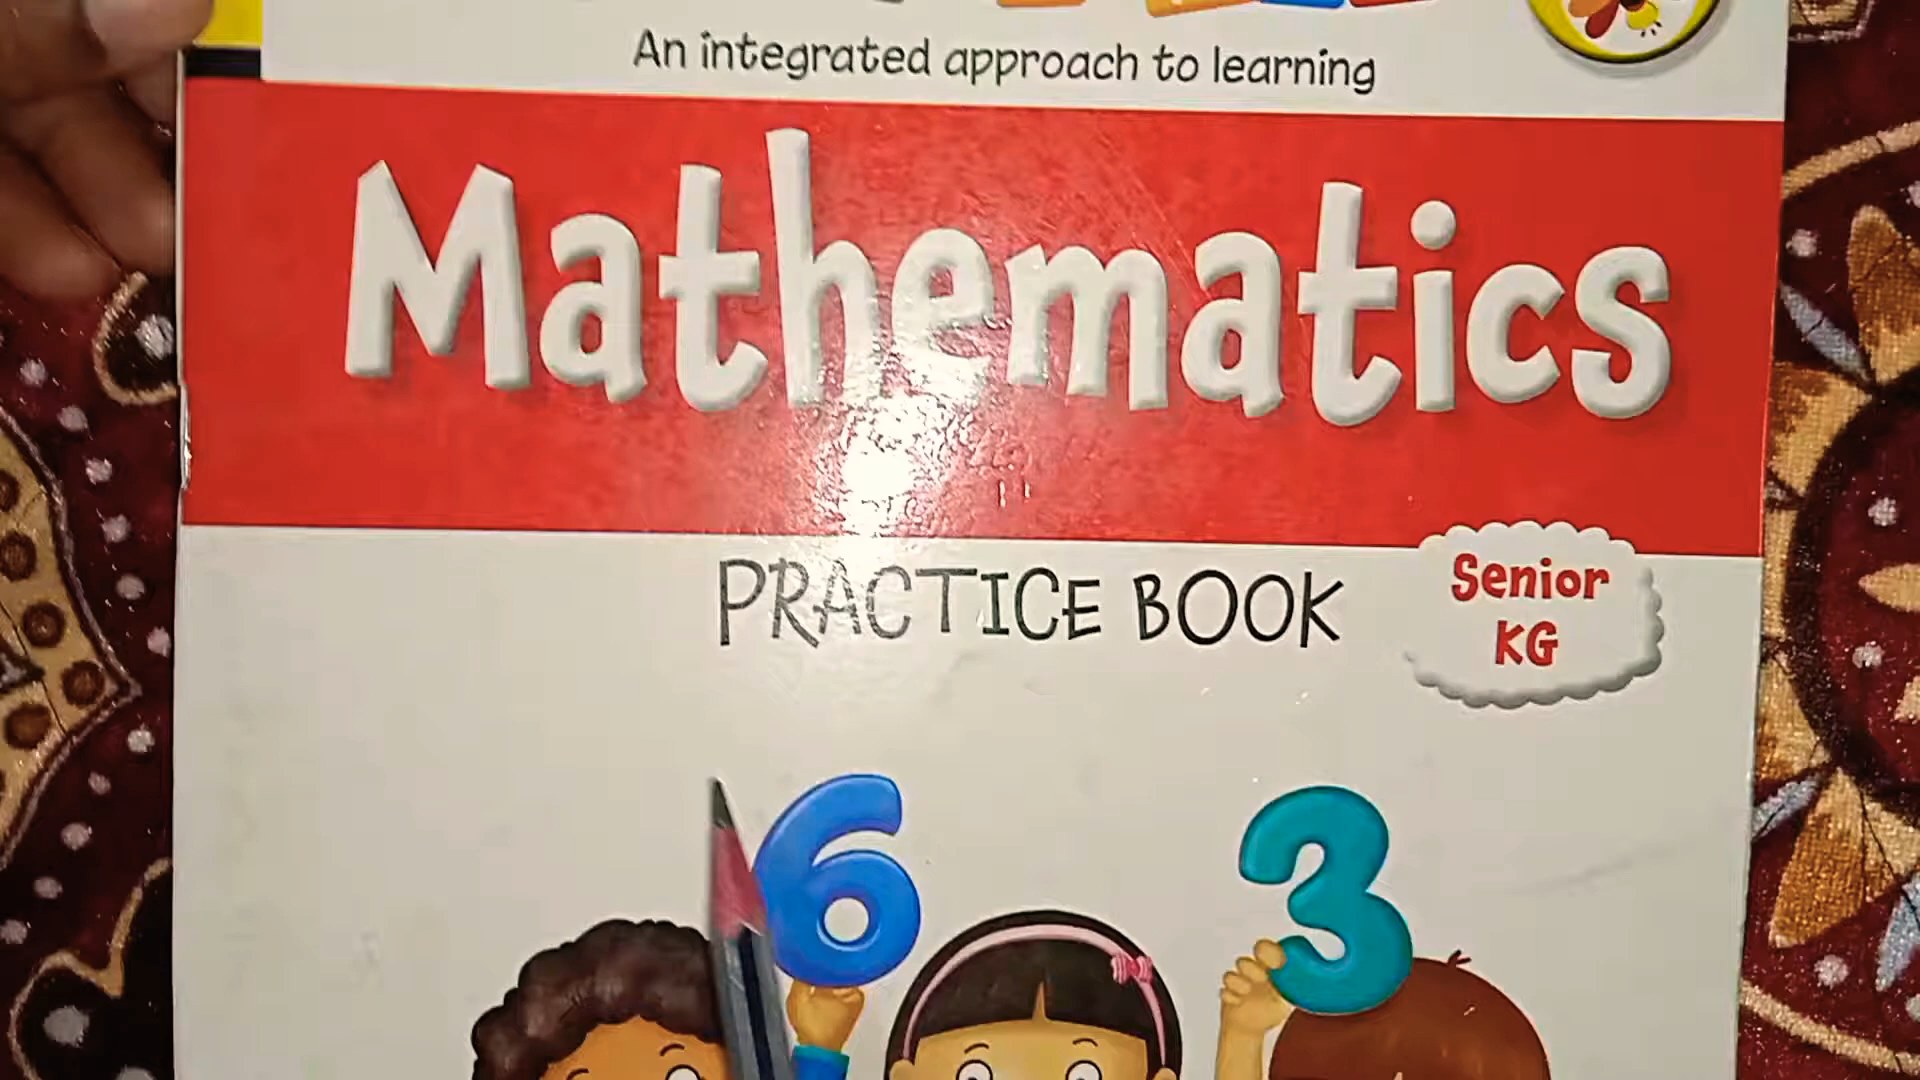 An integrated approach to learning
Mathematics
PRACTICE BOOK
Senior
KG
6
3